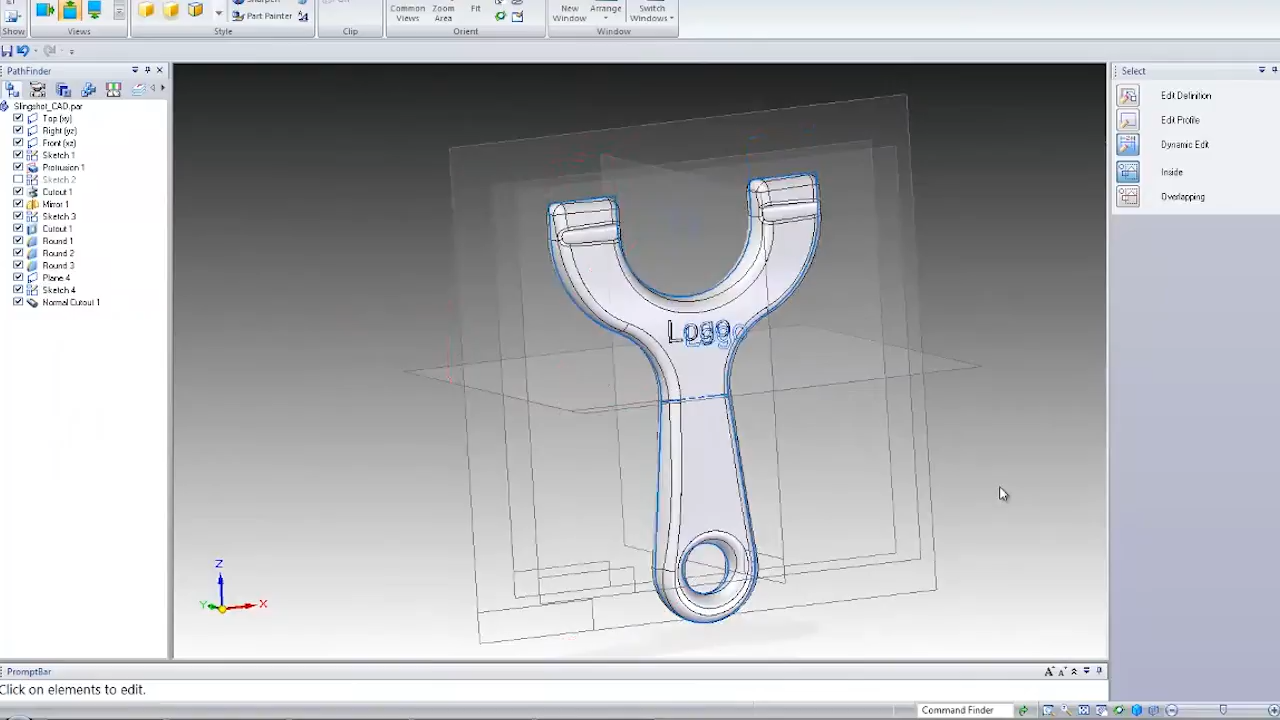 Part Painter
Common Views
Zoom Area
Fit
New Window
Arrange
Switch Windows
Show
Views
Style
Clip
Orient
Window
PathFinder
Select
Slingshot_CAD.par
Top (xy)
Right (yz)
Front (xz)
Sketch 1
Protrusion 1
Sketch 2
Cutout 1
Mirror 1
Sketch 3
Cutout 1
Round 1
Round 2
Round 3
Plane 4
Sketch 4
Normal Cutout 1
Edit Definition
Edit Profile
Dynamic Edit
Inside
Overlapping
Logo
Z
Y
X
PromptBar
Click on elements to edit.
Command Finder